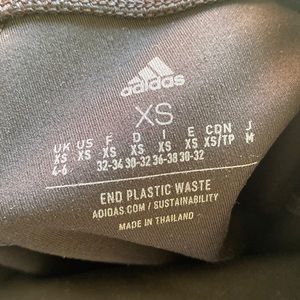 adidas
XS
UK US F D I E CDN J
XS XS XS XS XS XS XS/TP M
4-6 32-34 30-32 36-38 30-32
END PLASTIC WASTE
ADIDAS.COM / SUSTAINABILITY
MADE IN THAILAND